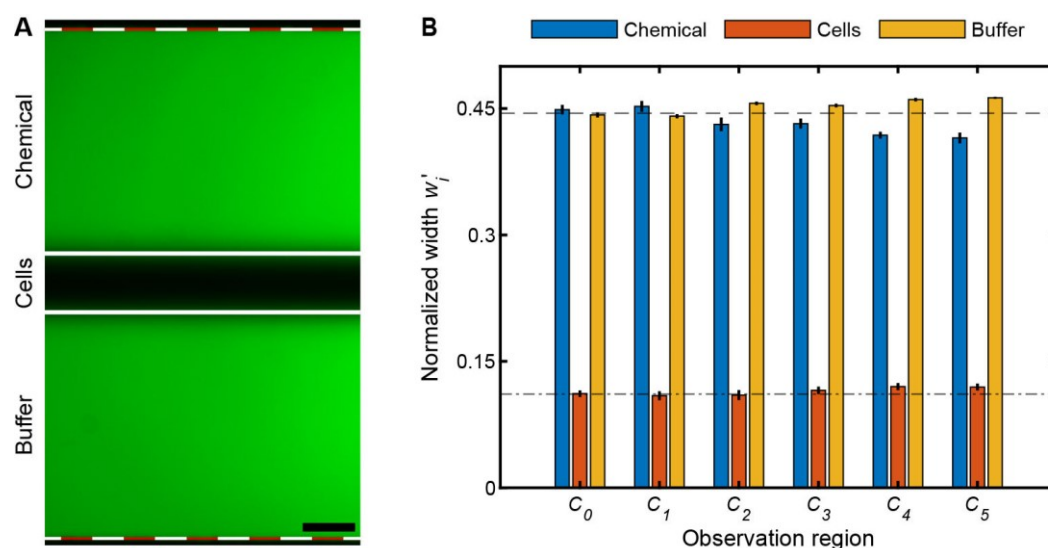 A
Chemical
Cells
Buffer
B
Chemical Cells Buffer
Normalized width w'i
0.45
0.3
0.15
0
C0 C1 C2 C3 C4 C5
Observation region